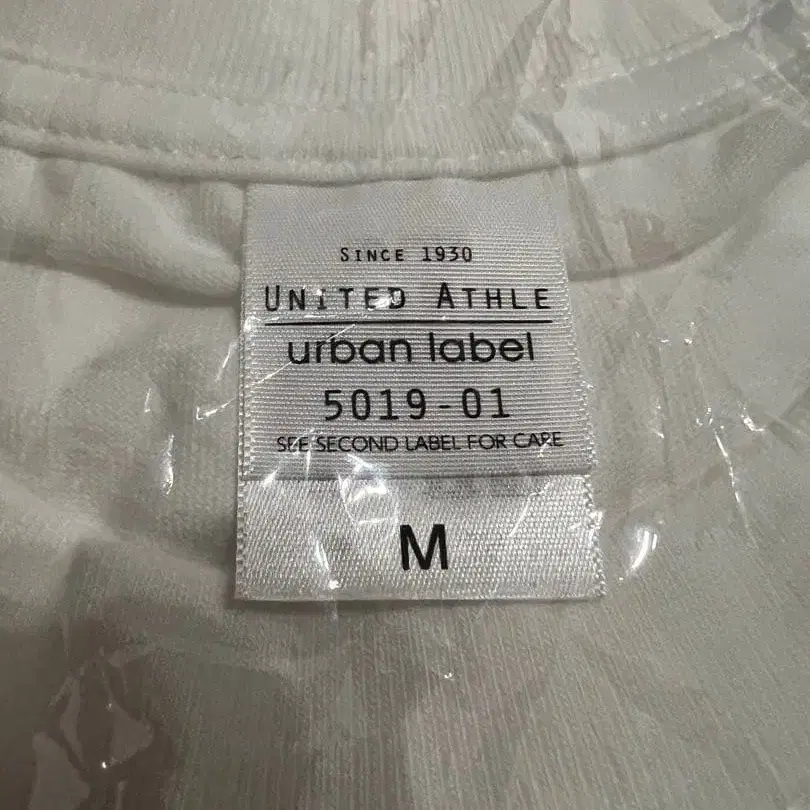 SINCE 1930
UNITED ATHLE
urban label
5019-01
SEE SECOND LABEL FOR CARE
M